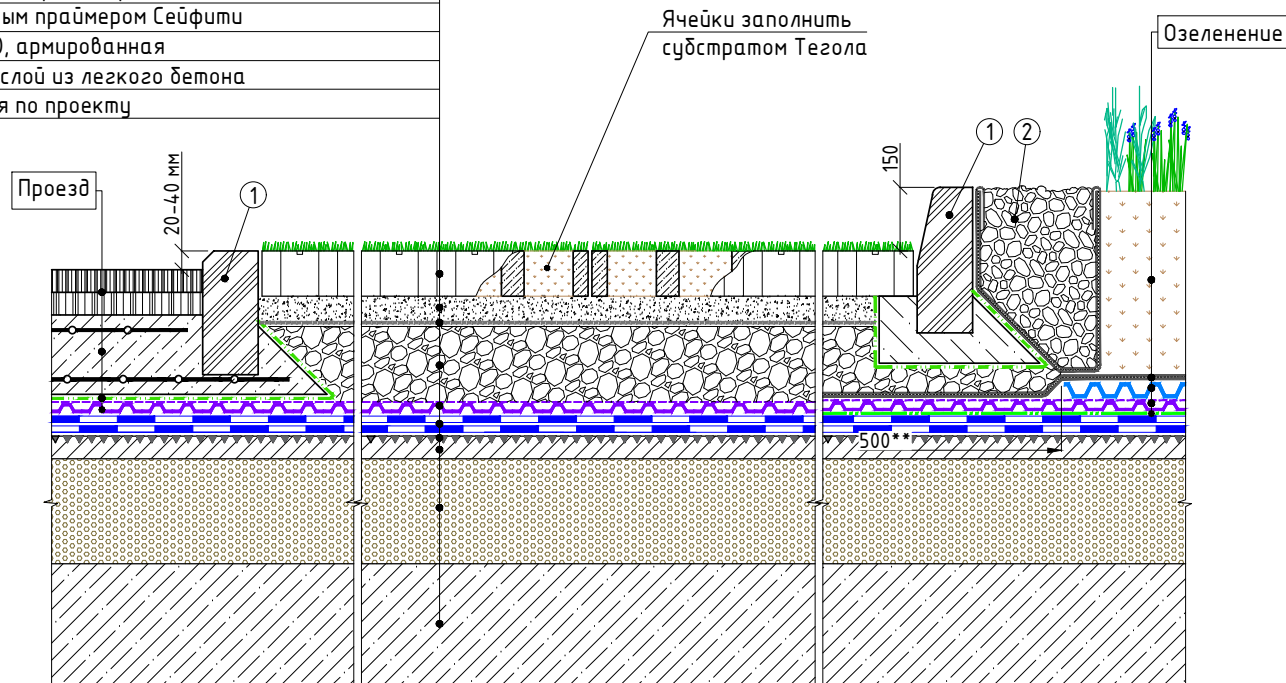 ым праймером Сейфити
), армированная
слой из легкого бетона
я по проекту
Ячейки заполнить
субстратом Тегола
Озеленение
Проезд
20-40 мм
1
150
1
2
500**